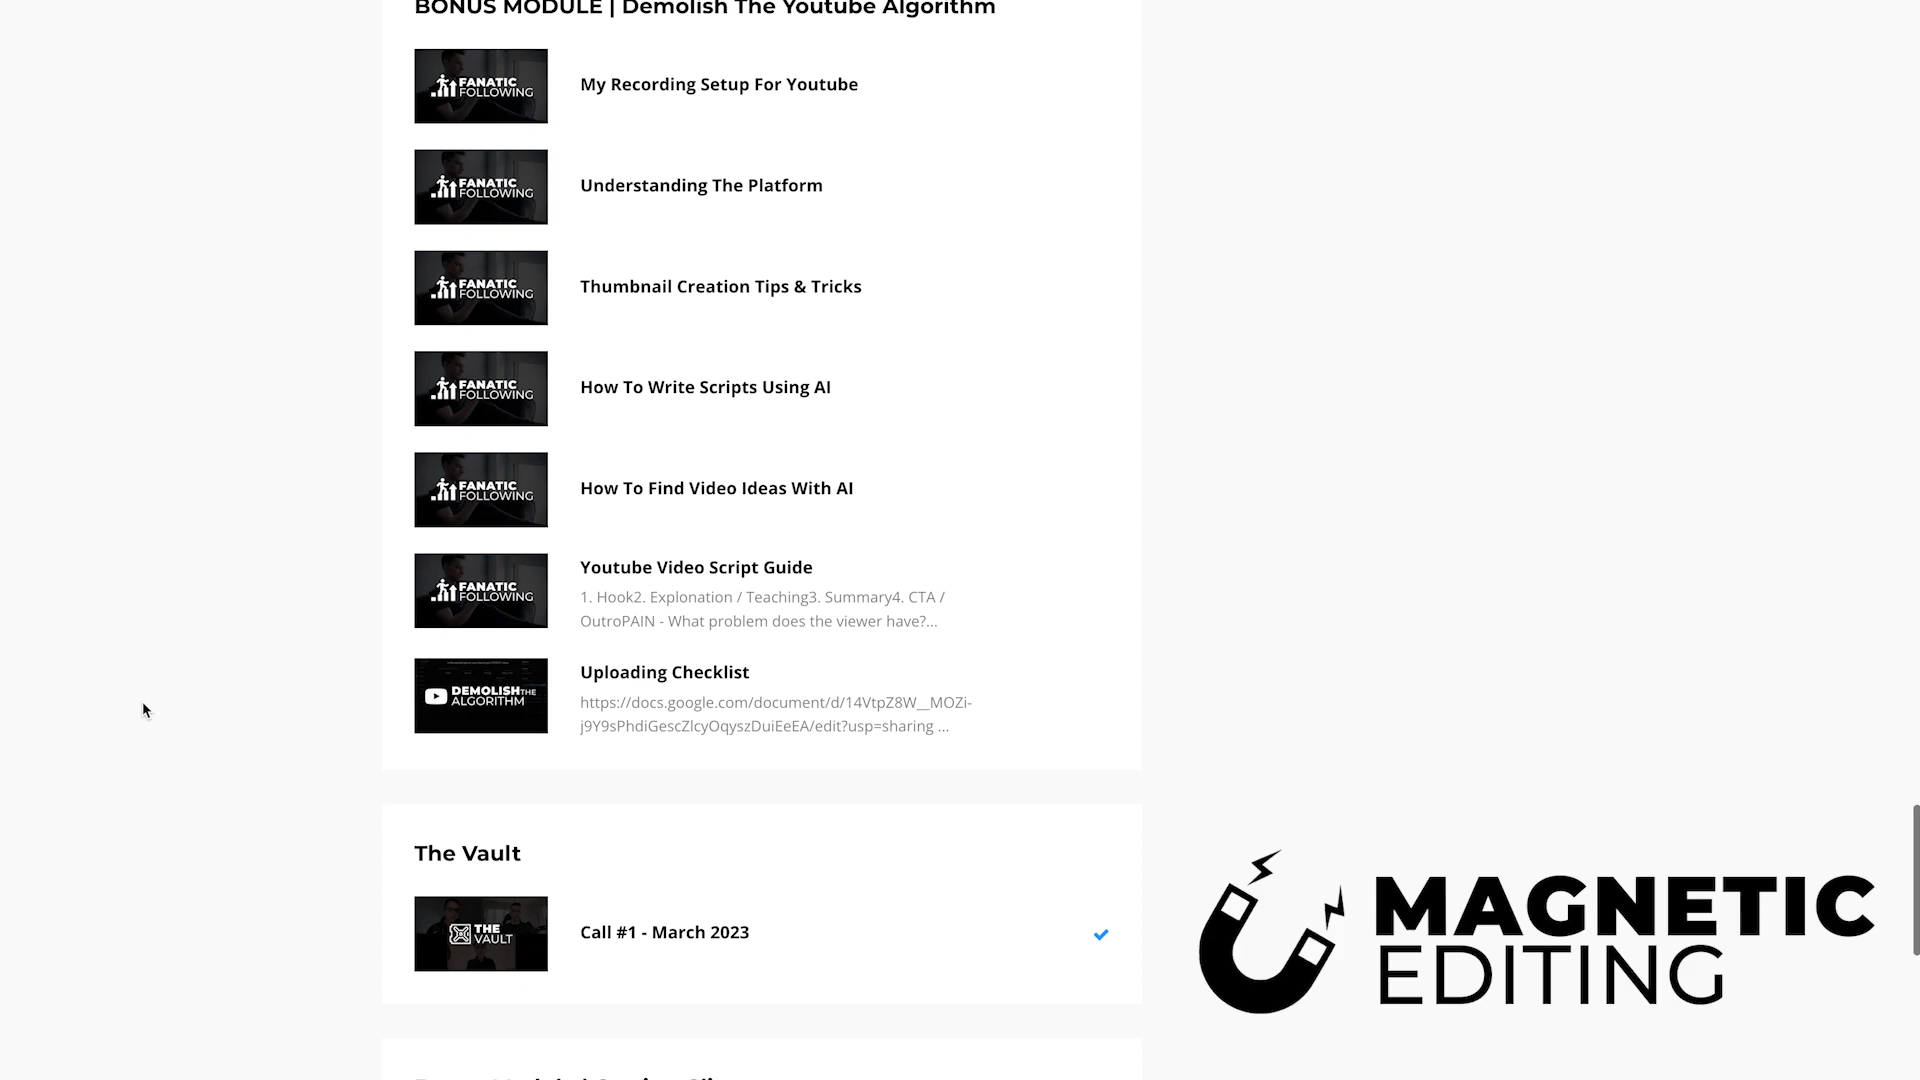 BONUS MODULE | Demolish The Youtube Algorithm
FANATIC
FOLLOWING
My Recording Setup For Youtube
FANATIC
FOLLOWING
Understanding The Platform
FANATIC
FOLLOWING
Thumbnail Creation Tips & Tricks
FANATIC
FOLLOWING
How To Write Scripts Using AI
FANATIC
FOLLOWING
How To Find Video Ideas With AI
FANATIC
FOLLOWING
Youtube Video Script Guide
1. Hook2. Explonation / Teaching3. Summary4. CTA /
OutroPAIN - What problem does the viewer have?...
DEMOLISH THE
ALGORITHM
Uploading Checklist
https://docs.google.com/document/d/14VtpZ8W__MOZi-
j9Y9sPhdiGescZlcyOqyszDuiEeEA/edit?usp=sharing ...
The Vault
THE
VAULT
Call #1 - March 2023
MAGNETIC
EDITING